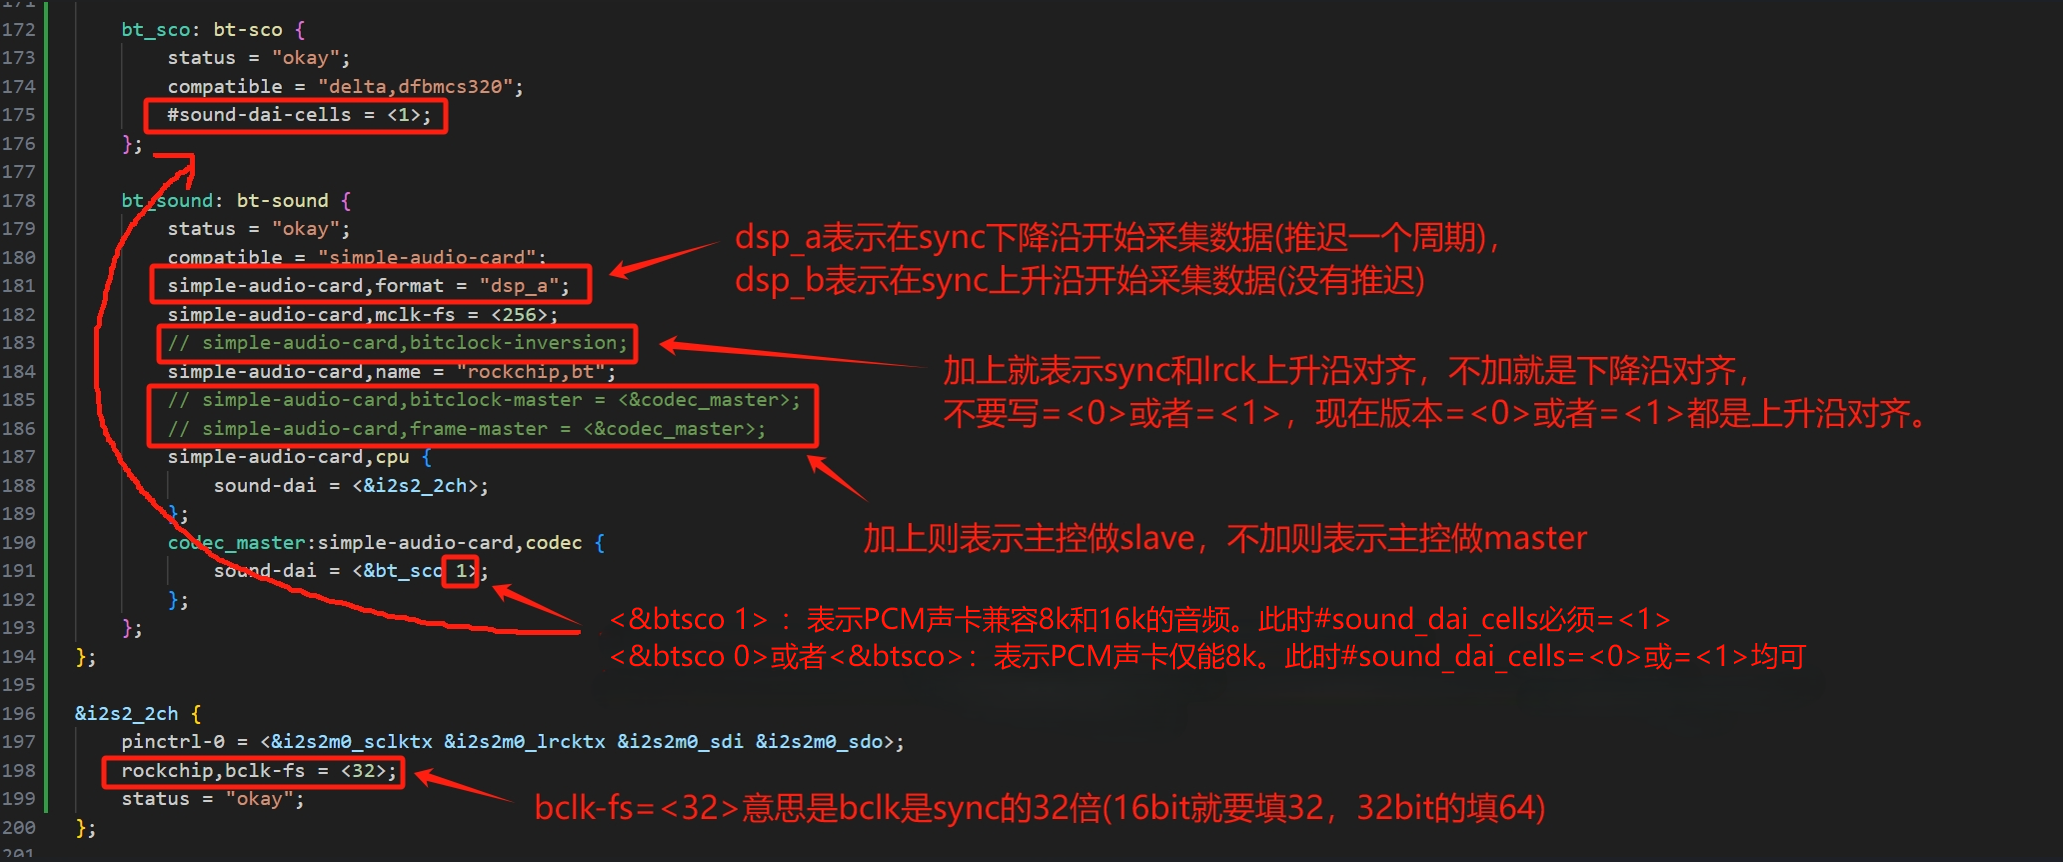 171
172 bt_sco: bt-sco {
173 status = "okay";
174 compatible = "delta,dfbmcs320";
175 #sound-dai-cells = <1>;
176 };
177
178 bt_sound: bt-sound {
179 status = "okay";
180 compatible = "simple-audio-card";
dsp_a表示在sync下降沿开始采集数据(推迟一个周期)，
181 simple-audio-card,format = "dsp_a";
dsp_b表示在sync上升沿开始采集数据(没有推迟)
182 simple-audio-card,mclk-fs = <256>;
183 // simple-audio-card,bitclock-inversion;
184 simple-audio-card,name = "rockchip,bt";
加上就表示sync和lrck上升沿对齐，不加就是下降沿对齐，
185 // simple-audio-card,bitclock-master = <&codec_master>;
不要写=<0>或者=<1>，现在版本=<0>或者=<1>都是上升沿对齐。
186 // simple-audio-card,frame-master = <&codec_master>;
187 simple-audio-card,cpu {
188 sound-dai = <&i2s2_2ch>;
189 };
190 codec_master:simple-audio-card,codec {
加上则表示主控做slave，不加则表示主控做master
191 sound-dai = <&bt_sco 1>;
192 };
<&btsco 1> ：表示PCM声卡兼容8k和16k的音频。此时#sound_dai_cells必须=<1>
193 };
194 };
<&btsco 0>或者<&btsco>：表示PCM声卡仅能8k。此时#sound_dai_cells=<0>或=<1>均可
195
196 &i2s2_2ch {
197 pinctrl-0 = <&i2s2m0_sclktx &i2s2m0_lrcktx &i2s2m0_sdi &i2s2m0_sdo>;
198 rockchip,bclk-fs = <32>;
199 status = "okay";
bclk-fs=<32>意思是bclk是sync的32倍(16bit就要填32，32bit的填64)
200 };
201